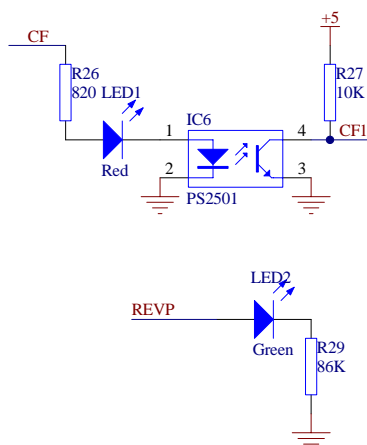 CF
+5
R26
820 LED1
R27
10K
IC6
1
4
CF1
2
3
Red
PS2501
LED2
REVP
Green
R29
86K